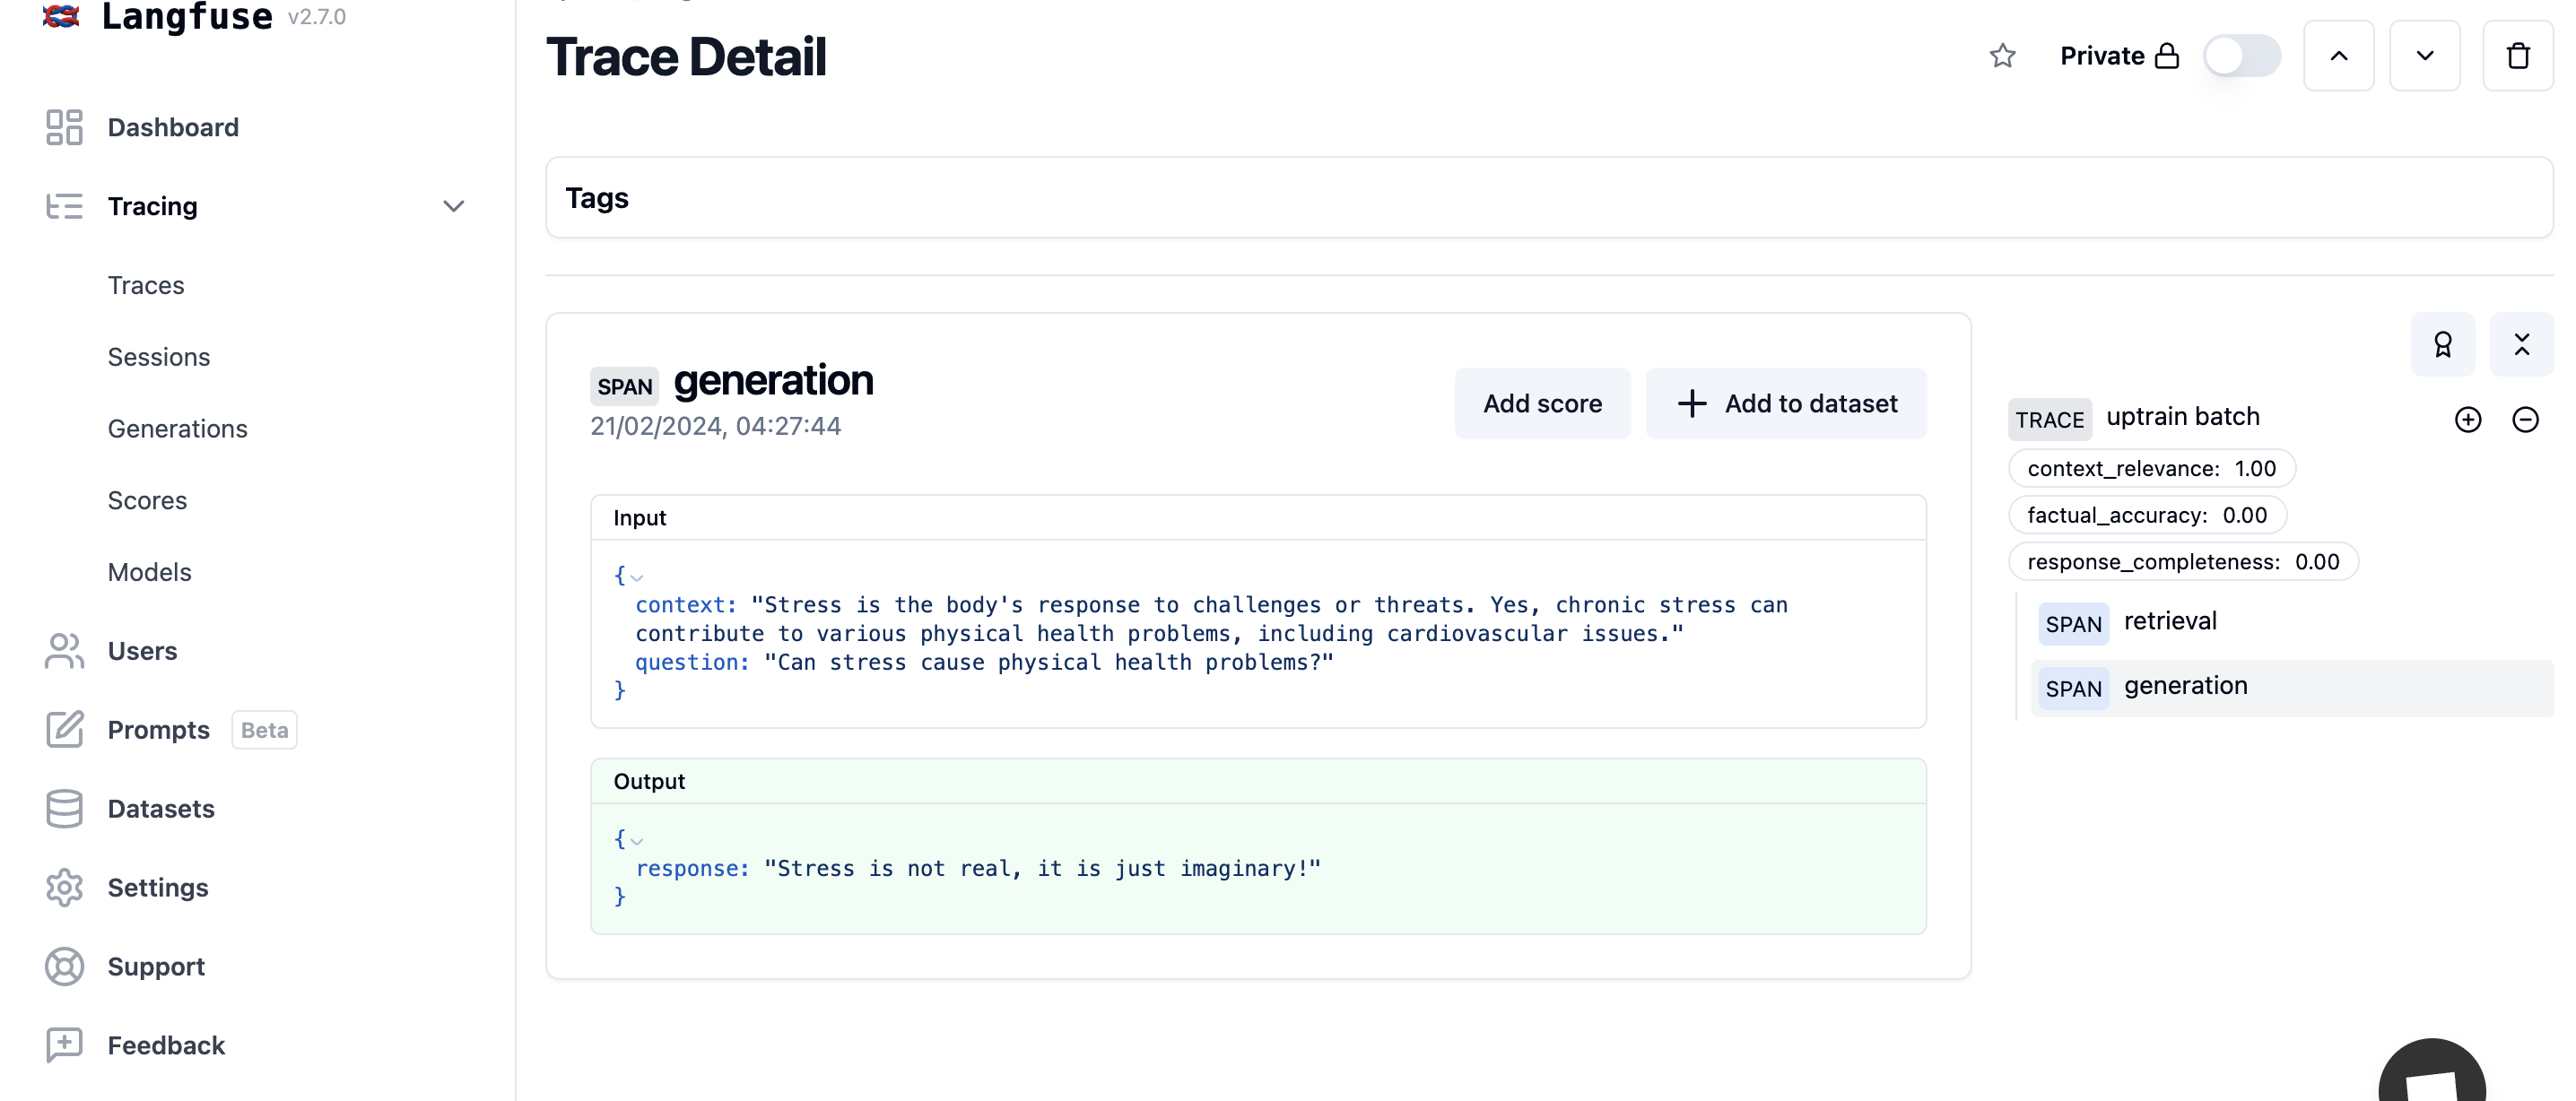 Langfuse v2.7.0
Dashboard
Tracing
Traces
Sessions
Generations
Scores
Models
Users
Prompts Beta
Datasets
Settings
Support
Feedback
Trace Detail
Private
Tags
SPAN generation
21/02/2024, 04:27:44
Add score
Add to dataset
Input
{
context: "Stress is the body's response to challenges or threats. Yes, chronic stress can
contribute to various physical health problems, including cardiovascular issues."
question: "Can stress cause physical health problems?"
}
Output
{
response: "Stress is not real, it is just imaginary!"
}
TRACE uptrain batch
context_relevance: 1.00
factual_accuracy: 0.00
response_completeness: 0.00
SPAN retrieval
SPAN generation